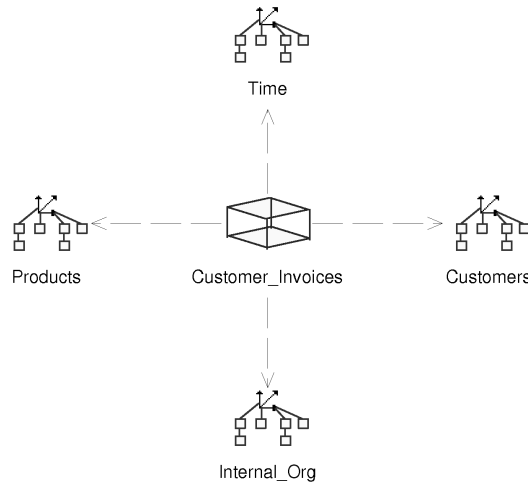 Time
Products
Customer_Invoices
Customers
Internal_Org